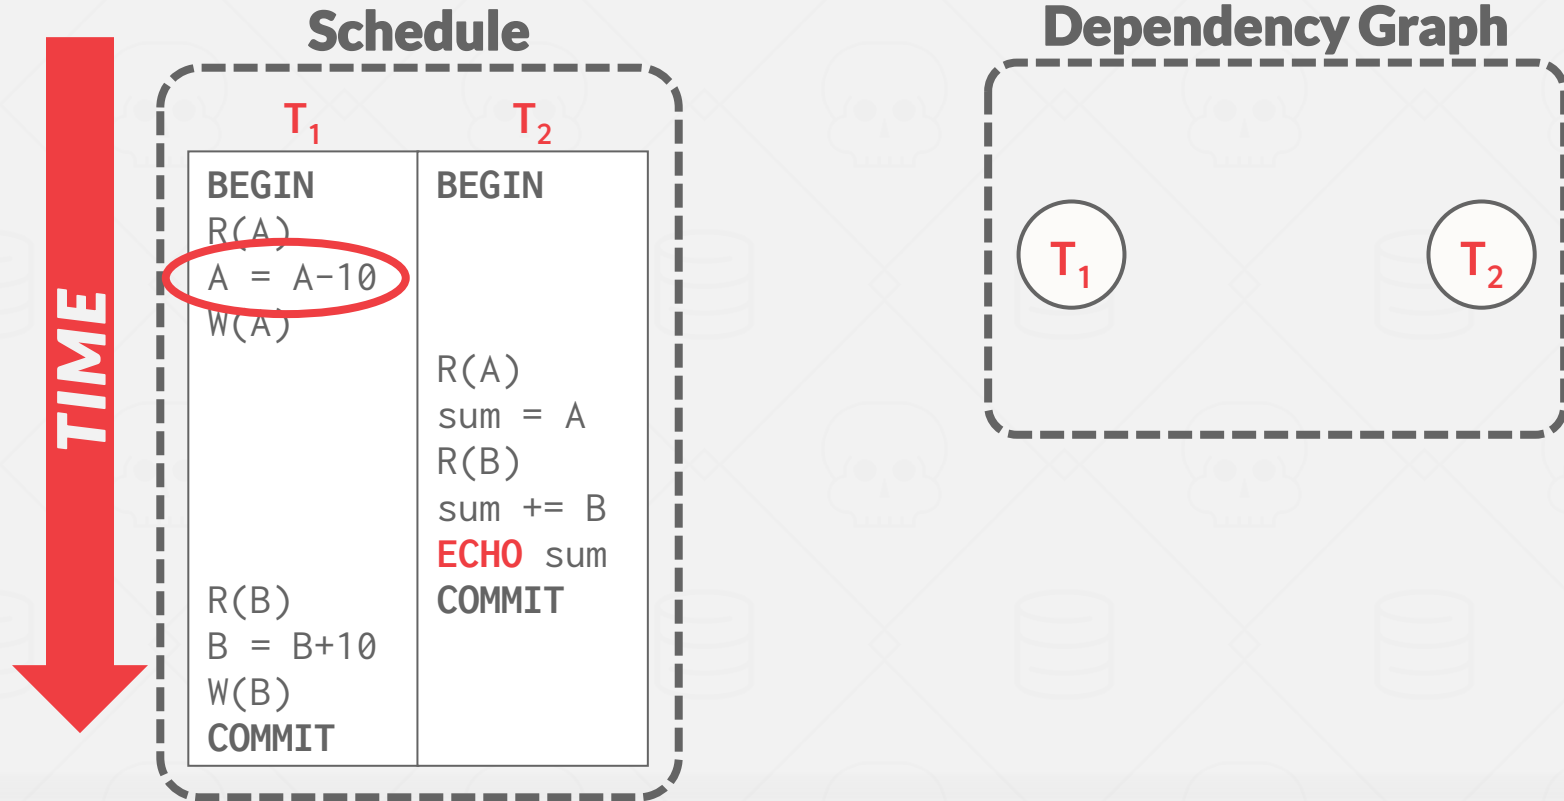 Schedule
Dependency Graph
TIME
T₁ T₂
BEGIN BEGIN
R(A)
A = A-10
W(A)
R(A)
sum = A
R(B)
sum += B
ECHO sum
R(B) COMMIT
B = B+10
W(B)
COMMIT
T₁ T₂